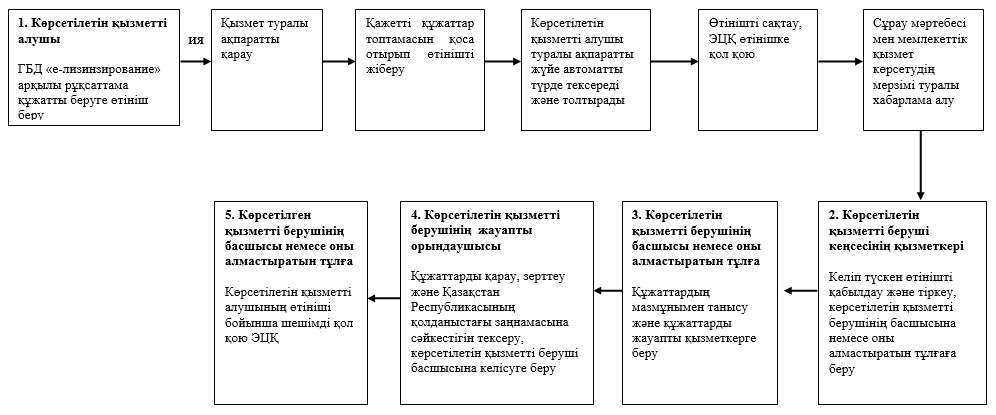 1. Көрсетілетін қызметті
алушы
ГБД «е-лизинзирование»
арқылы рұқсаттама
құжатты беруге өтініш
беру
ия
Қызмет туралы
ақпаратты
қарау
Қажетті құжаттар
топтамасын қоса
отырып өтінішті
жіберу
Көрсетілетін
қызметті алушы
туралы ақпаратты
жүйе автоматты
түрде тексереді
және толтырады
Өтінішті сақтау,
ЭЦҚ өтінішке
қол қою
Сұрау мәртебесі
мен мемлекеттік
қызмет
көрсетудің
мерзімі туралы
хабарлама алу
2. Көрсетілетін
қызметті беруші
кеңсесінің қызметкері
Келіп түскен өтінішті
қабылдау және тіркеу,
көрсетілетін қызметті
берушінің басшысына
немесе оны
алмастыратын тұлғаға
беру
3. Көрсетілетін
қызметті берушінің
басшысы немесе оны
алмастыратын тұлға
Құжаттардың
мазмұнымен танысу
және құжаттарды
жауапты қызметкерге
беру
4. Көрсетілетін қызметті
берушінің жауапты
орындаушысы
Құжаттарды қарау, зерттеу
және Қазақстан
Республикасының
қолданыстағы заңнамасына
сәйкестігін тексеру,
көрсетілетін қызметті беруші
басшысына келісуге беру
5. Көрсетілген
қызметті берушінің
басшысы немесе оны
алмастыратын тұлға
Көрсетілетін қызметті
алушының өтініші
бойынша шешімді қол
қою ЭЦҚ